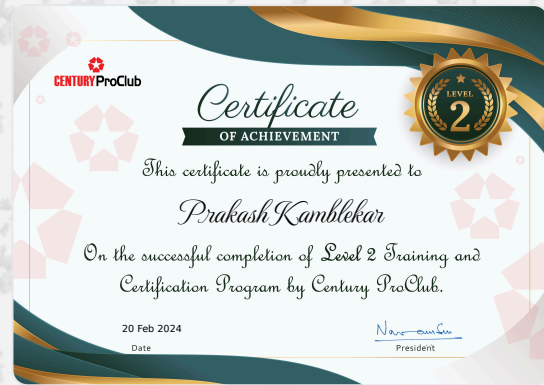 CENTURY ProClub
LEVEL
2
Certificate
OF ACHIEVEMENT
This certificate is proudly presented to
Prakash Kamblekar
On the successful completion of Level 2 Training and
Certification Program by Century ProClub.
20 Feb 2024
Date
President